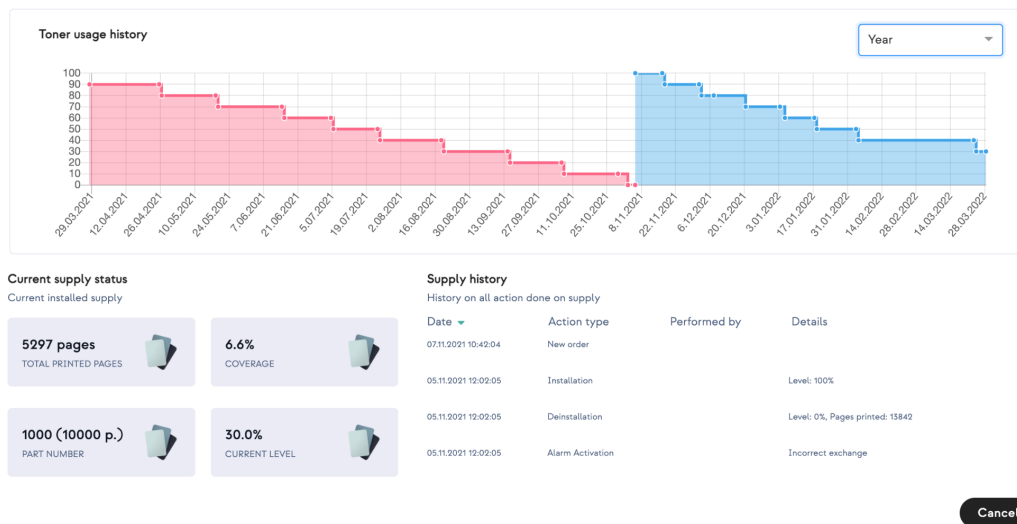 Toner usage history
Year
100
90
80
70
60
50
40
30
20
10
0
29.03.2021
12.04.2021
26.04.2021
10.05.2021
24.05.2021
7.06.2021
21.06.2021
5.07.2021
19.07.2021
2.08.2021
16.08.2021
30.08.2021
13.09.2021
27.09.2021
11.10.2021
25.10.2021
8.11.2021
22.11.2021
6.12.2021
20.12.2021
3.01.2022
17.01.2022
31.01.2022
14.02.2022
28.02.2022
14.03.2022
28.03.2022
Current supply status
Current installed supply
5297 pages
TOTAL PRINTED PAGES
6.6%
COVERAGE
1000 (10000 p.)
PART NUMBER
30.0%
CURRENT LEVEL
Supply history
History on all action done on supply
Date Action type Performed by Details
07.11.2021 10:42:04 New order
05.11.2021 12:02:05 Installation Level: 100%
05.11.2021 12:02:05 Deinstallation Level: 0%, Pages printed: 13842
05.11.2021 12:02:05 Alarm Activation Incorrect exchange
Cancel